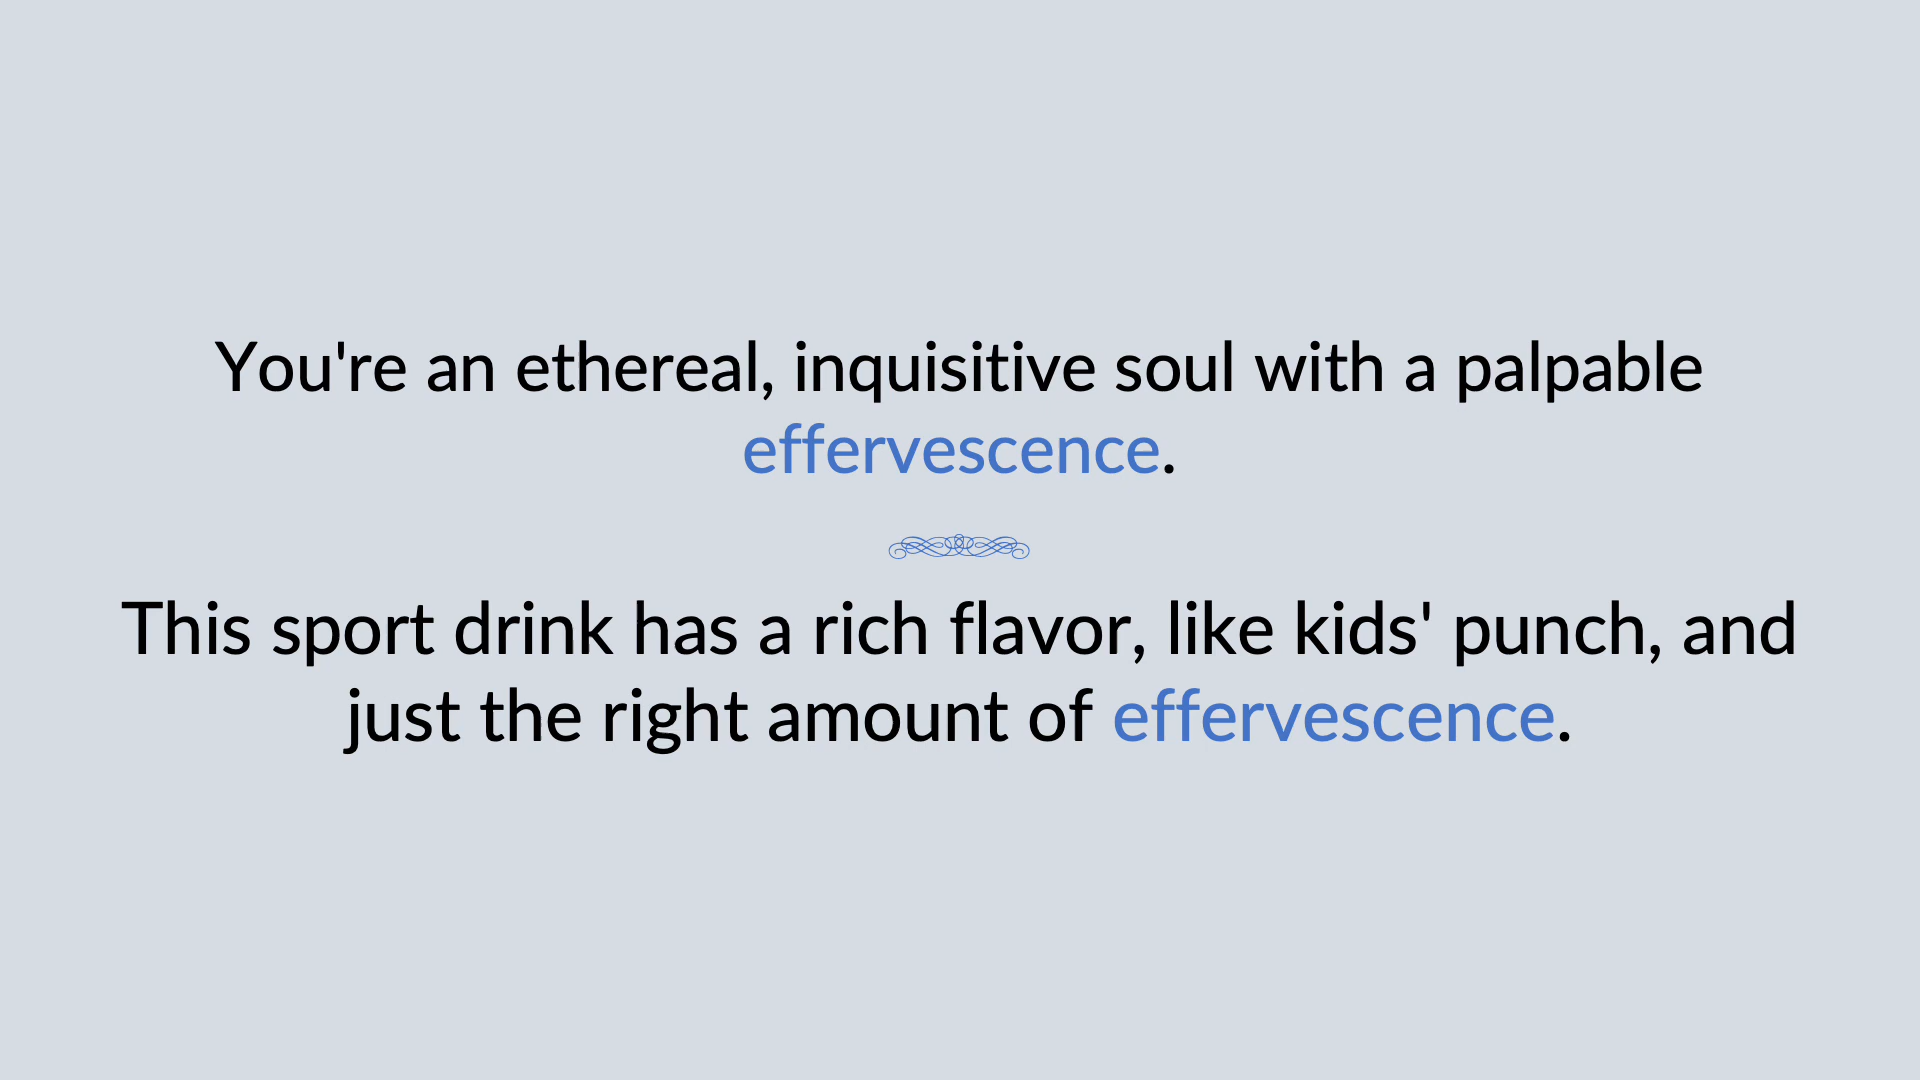 You're an ethereal, inquisitive soul with a palpable
effervescence.
This sport drink has a rich flavor, like kids' punch, and
just the right amount of effervescence.